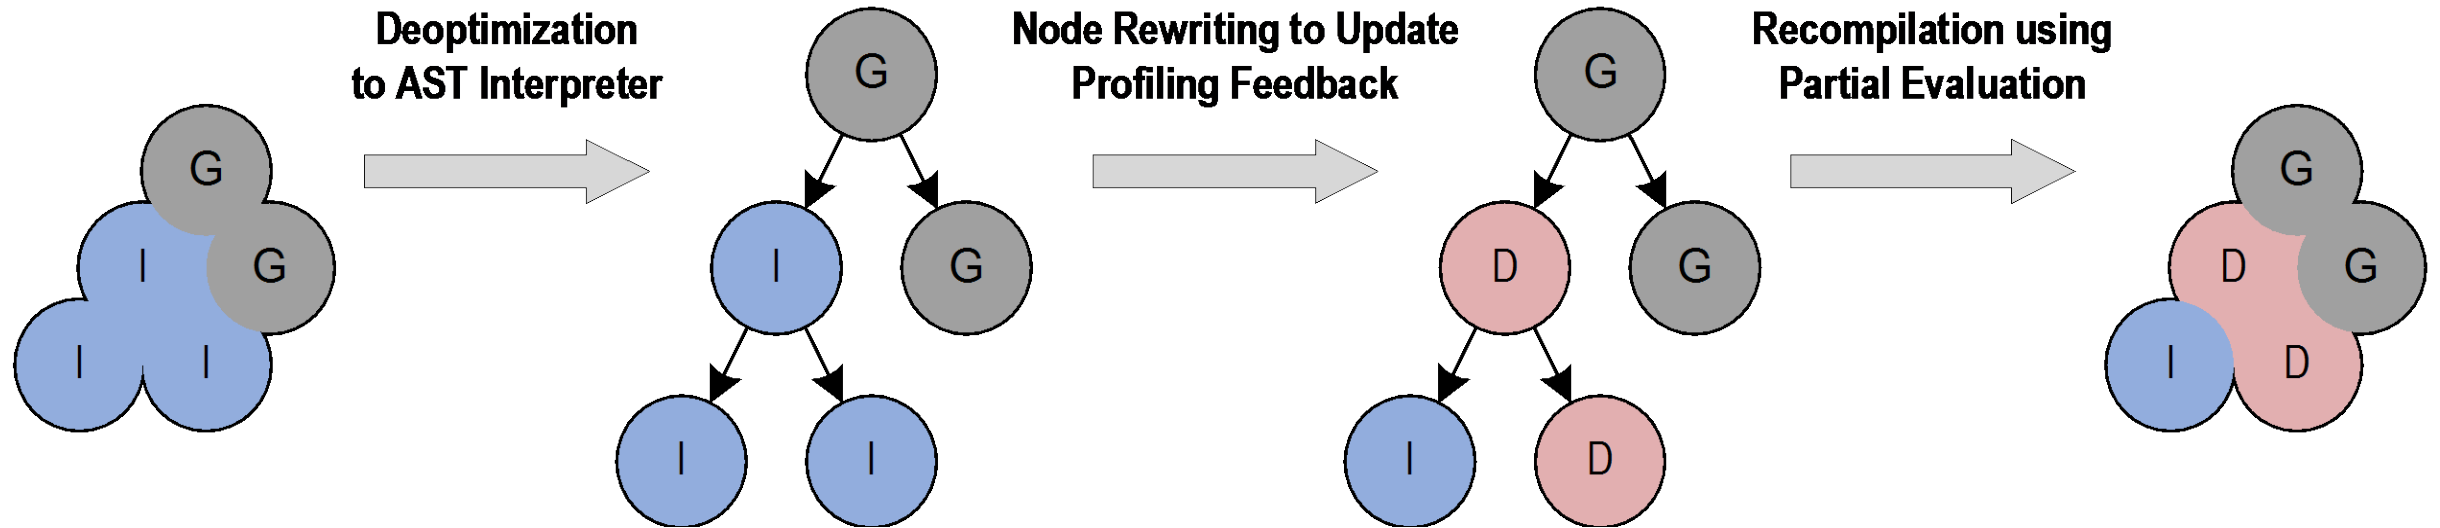 Deoptimization
to AST Interpreter
Node Rewriting to Update
Profiling Feedback
Recompilation using
Partial Evaluation
G
I
G
I
I
G
I
G
I
I
G
D
G
I
D
G
D
G
I
D